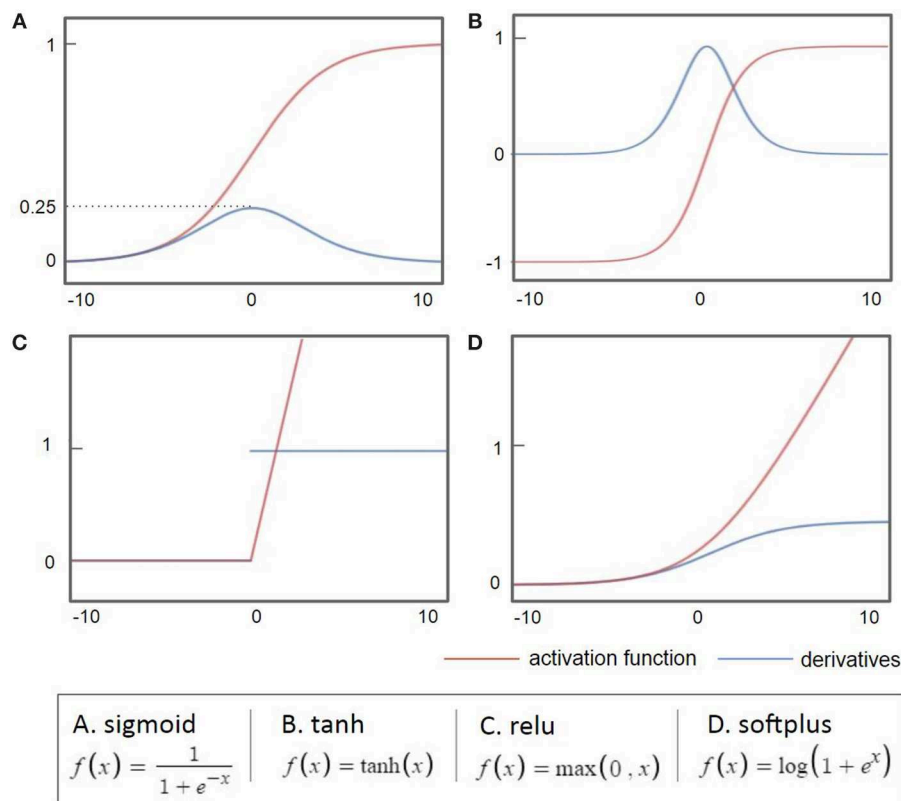 A
B
1
0.25
0
-10 0 10
1
0
-1
-10 0 10
C
D
1
0
-10 0 10
1
0
-10 0 10
activation function derivatives
A. sigmoid B. tanh C. relu D. softplus
f(x) = 1 / (1 + e^{-x}) f(x) = tanh(x) f(x) = max(0 , x) f(x) = log(1 + e^x)